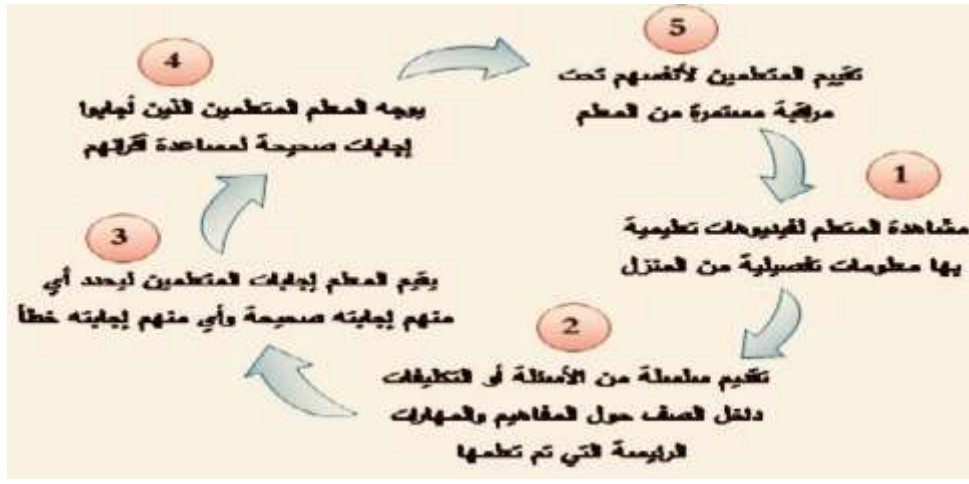 5
تقييم المتعلمين لأنفسهم تحت
مراقبة مستمرة من المعلم
4
يوجه المعلم المتعلمين الذين أجابوا
إجابات صحيحة لمساعدة أقرانهم
1
مشاهدة المتعلم لفيديوهات تعليمية
بها معلومات تفصيلية من المنزل
3
يقيم المعلم إجابات المتعلمين ليحدد أي
منهم إجابته صحيحة وأي منهم إجابته خطأ
2
تقديم سلسلة من الأسئلة أو التكليفات
داخل الصف حول المفاهيم والمهارات
الرئيسة التي تم تعلمها